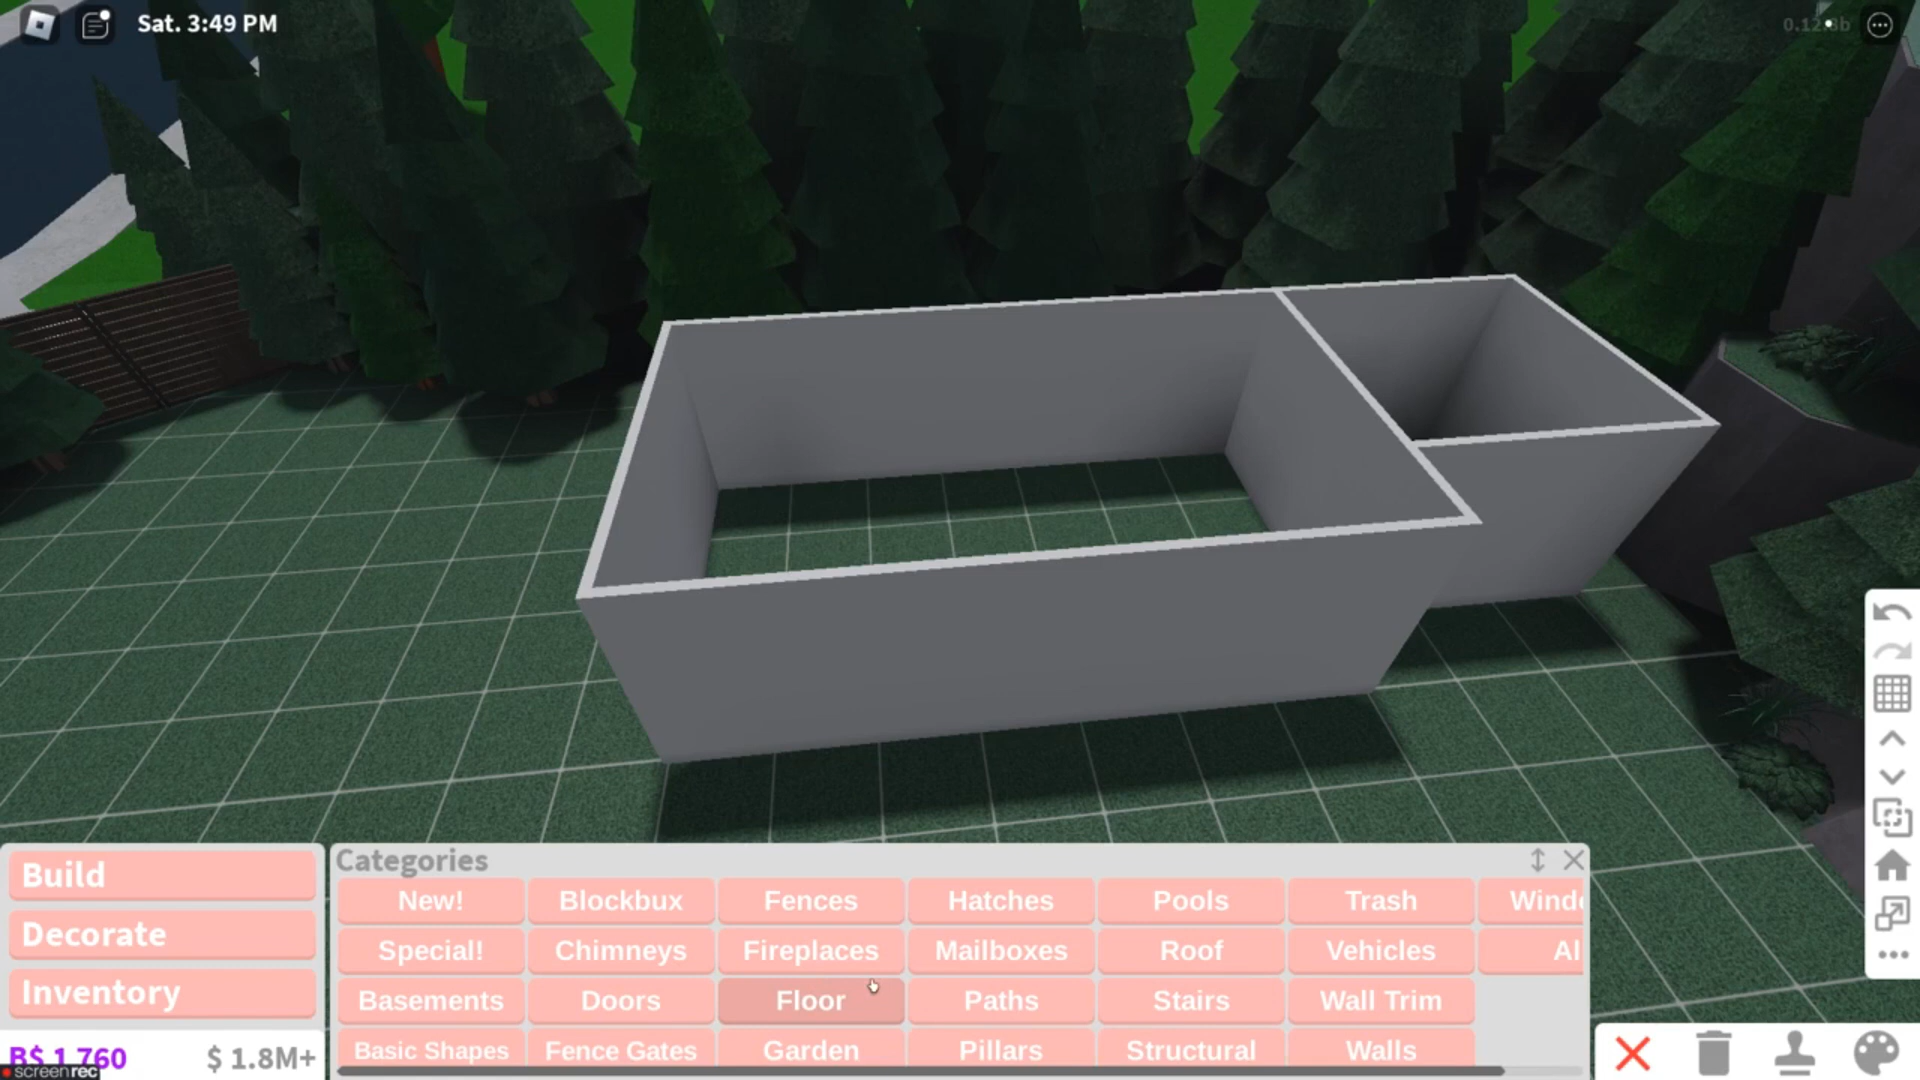 Sat. 3:49 PM
Build
Decorate
Inventory
B$ 1,760
$ 1.8M+
screenrec
Categories
New! Blockbux Fences Hatches Pools Trash
Special! Chimneys Fireplaces Mailboxes Roof Vehicles
Basements Doors Floor Paths Stairs Wall Trim
Basic Shapes Fence Gates Garden Pillars Structural Walls